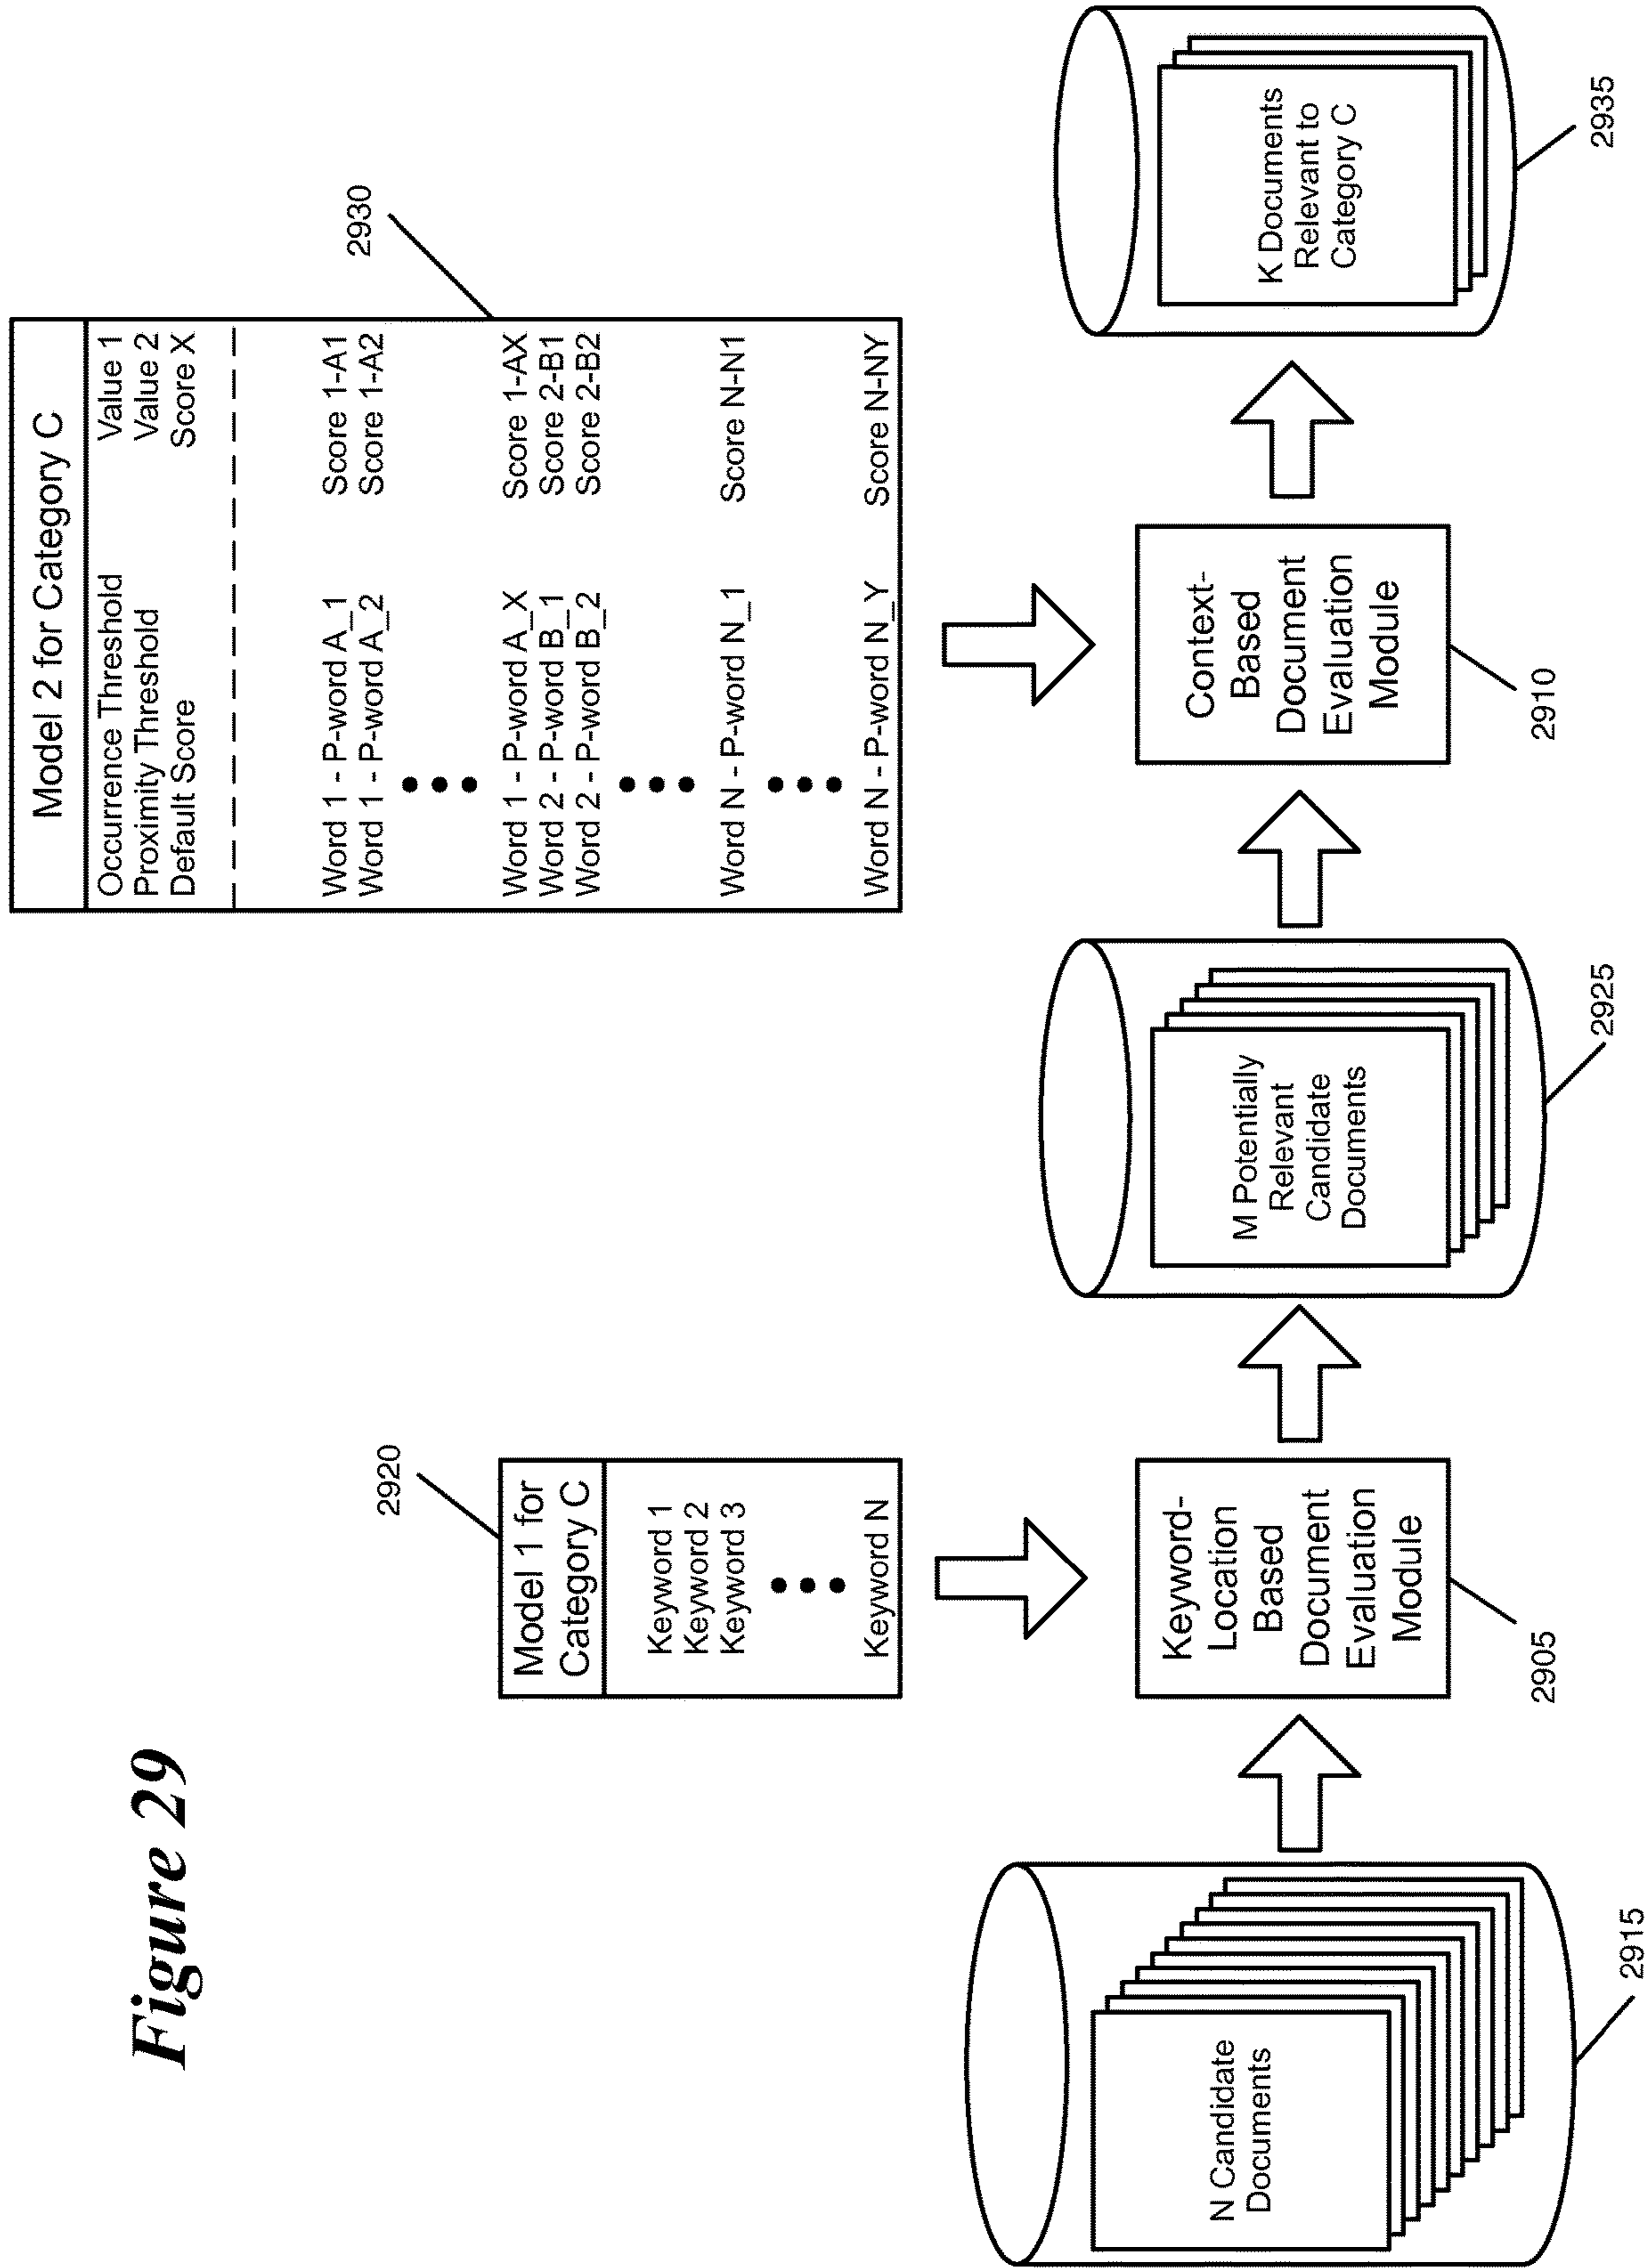 Figure 29
2920
Model 1 for
Category C
Keyword 1
Keyword 2
Keyword 3
Keyword N
Model 2 for Category C
Occurrence Threshold Value 1
Proximity Threshold Value 2
Default Score Score X
Word 1 - P-word A_1 Score 1-A1
Word 1 - P-word A_2 Score 1-A2
Word 1 - P-word A_X Score 1-AX
Word 2 - P-word B_1 Score 2-B1
Word 2 - P-word B_2 Score 2-B2
Word N - P-word N_1 Score N-N1
Word N - P-word N_Y Score N-NY
2930
N Candidate
Documents
2915
Keyword-
Location
Based
Document
Evaluation
Module
2905
M Potentially
Relevant
Candidate
Documents
2925
Context-
Based
Document
Evaluation
Module
2910
K Documents
Relevant to
Category C
2935